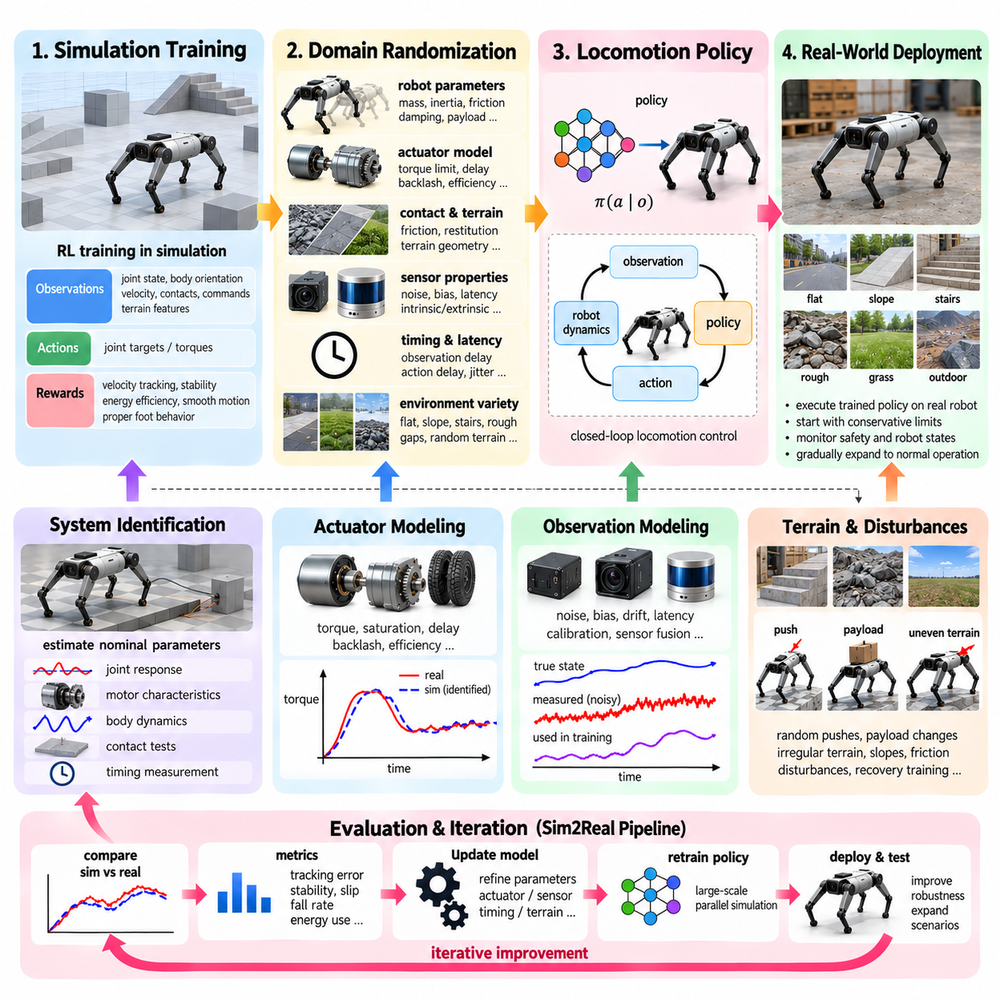 1. Simulation Training
RL training in simulation
Observations
joint state, body orientation
velocity, contacts, commands
terrain features
Actions
joint targets / torques
Rewards
velocity tracking, stability
energy efficiency, smooth motion
proper foot behavior
2. Domain Randomization
robot parameters
mass, inertia, friction
damping, payload ...
actuator model
torque limit, delay
backlash, efficiency ...
contact & terrain
friction, restitution
terrain geometry ...
sensor properties
noise, bias, latency
intrinsic/extrinsic ...
timing & latency
observation delay
action delay, jitter ...
environment variety
flat, slope, stairs, rough
gaps, random terrain ...
3. Locomotion Policy
policy
π(a | o)
observation
robot
dynamics
policy
action
closed-loop locomotion control
4. Real-World Deployment
flat
slope
stairs
rough
grass
outdoor
• execute trained policy on real robot
• start with conservative limits
• monitor safety and robot states
• gradually expand to normal operation
System Identification
estimate nominal parameters
joint response
motor characteristics
body dynamics
contact tests
timing measurement
Actuator Modeling
torque, saturation, delay
backlash, efficiency ...
real
sim (identified)
torque
time
Observation Modeling
noise, bias, drift, latency
calibration, sensor fusion ...
true state
measured (noisy)
used in training
time
Terrain & Disturbances
push
payload
uneven terrain
random pushes, payload changes
irregular terrain, slopes, friction
disturbances, recovery training ...
Evaluation & Iteration (Sim2Real Pipeline)
compare
sim vs real
metrics
tracking error
stability, slip
fall rate
energy use ...
Update model
refine parameters
actuator / sensor
timing / terrain ...
retrain policy
large-scale
parallel simulation
deploy & test
improve
robustness
expand
scenarios
iterative improvement